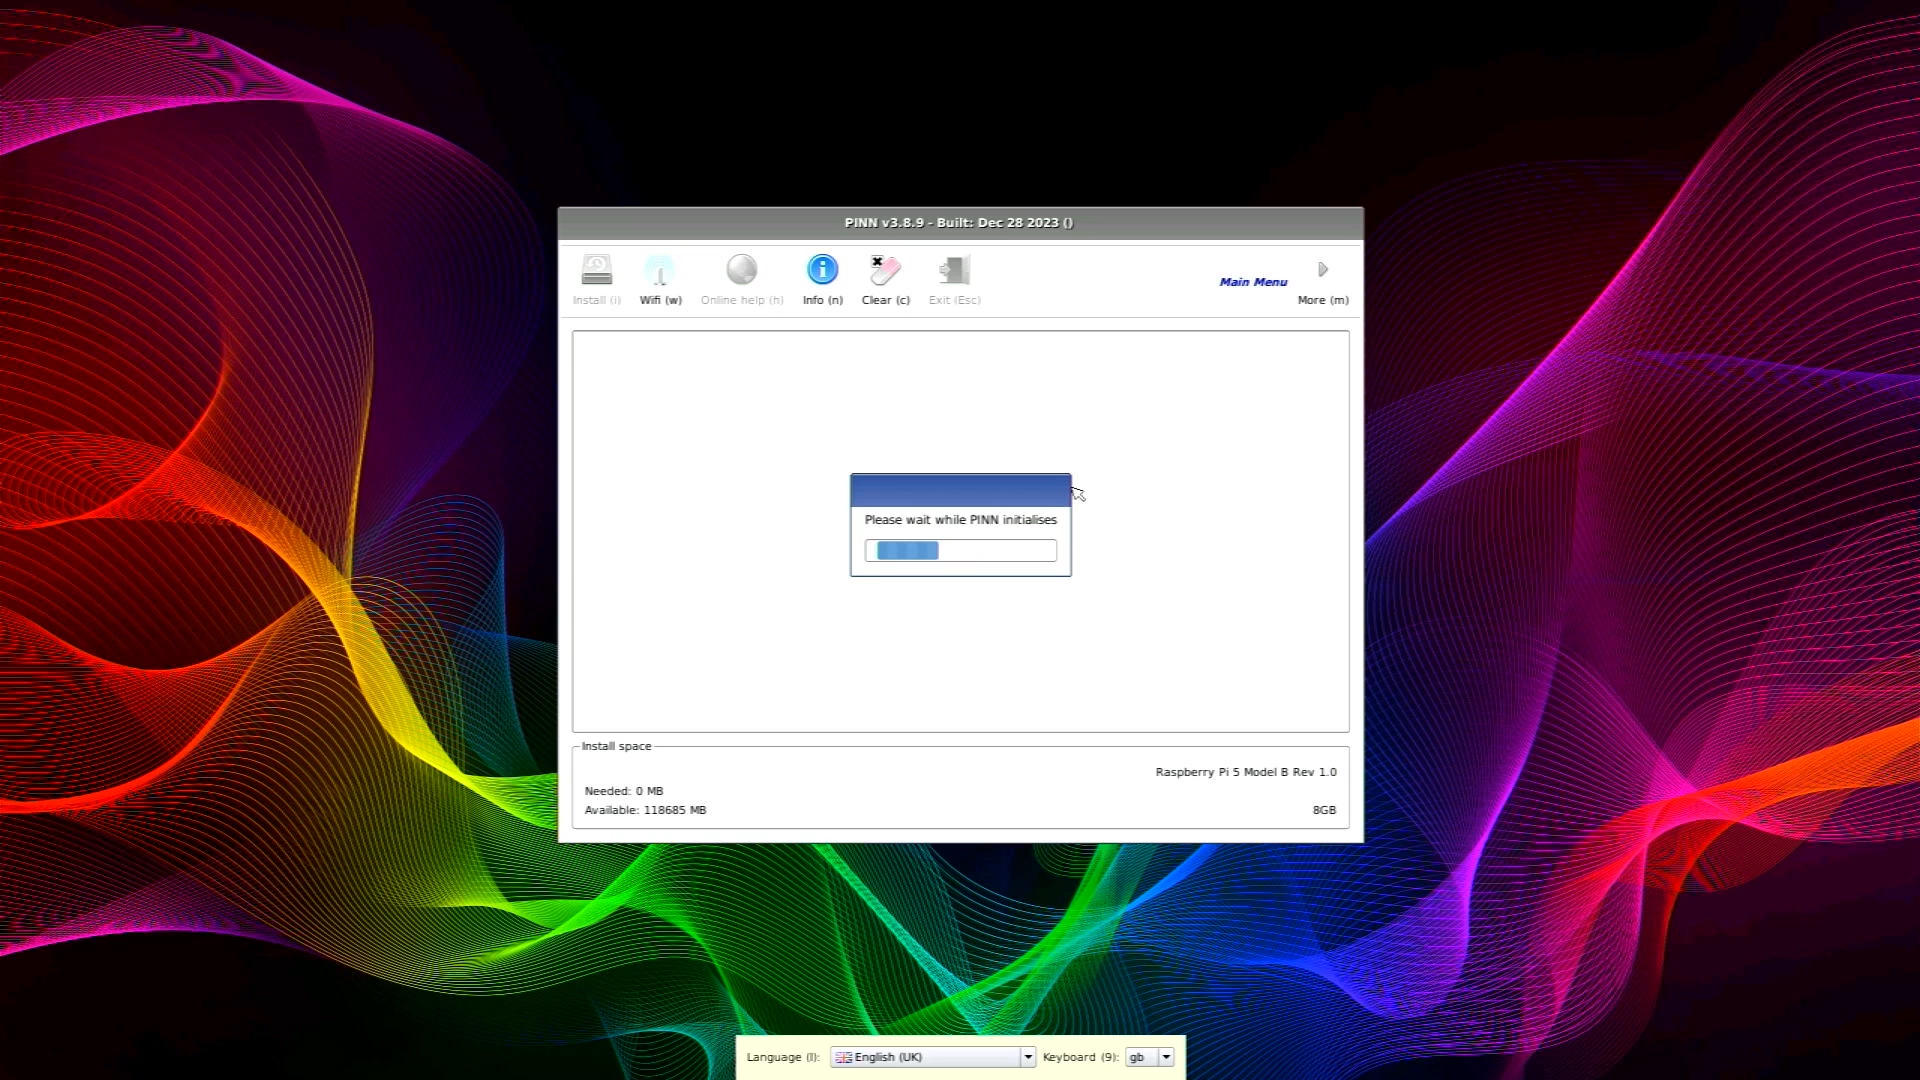 PINN v3.8.9 - Built: Dec 28 2023 ()
Install (i) Wifi (w) Online help (h) Info (n) Clear (c) Exit (Esc) Main Menu More (m)
Please wait while PINN initialises
Install space
Raspberry Pi 5 Model B Rev 1.0
Needed: 0 MB
Available: 118685 MB 8GB
Language (l): English (UK) Keyboard (9): gb